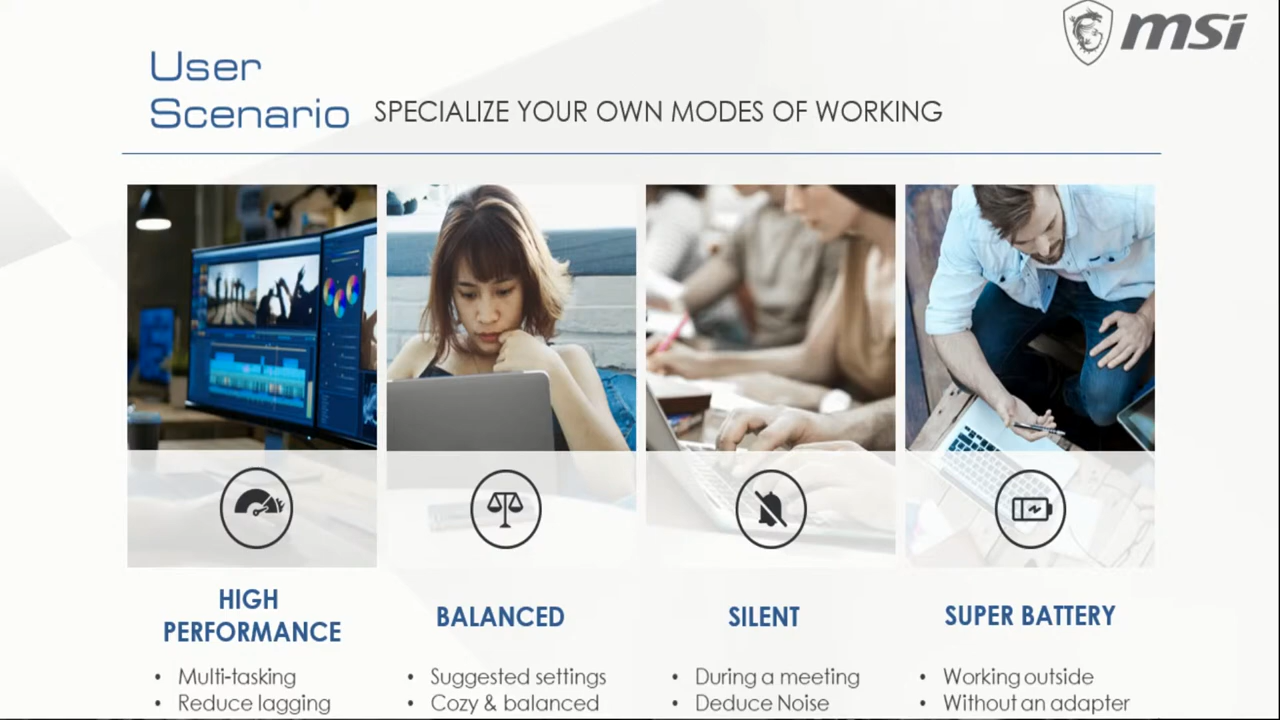 msi
User
Scenario SPECIALIZE YOUR OWN MODES OF WORKING
HIGH
PERFORMANCE
• Multi-tasking
• Reduce lagging
BALANCED
• Suggested settings
• Cozy & balanced
SILENT
• During a meeting
• Deduce Noise
SUPER BATTERY
• Working outside
• Without an adapter